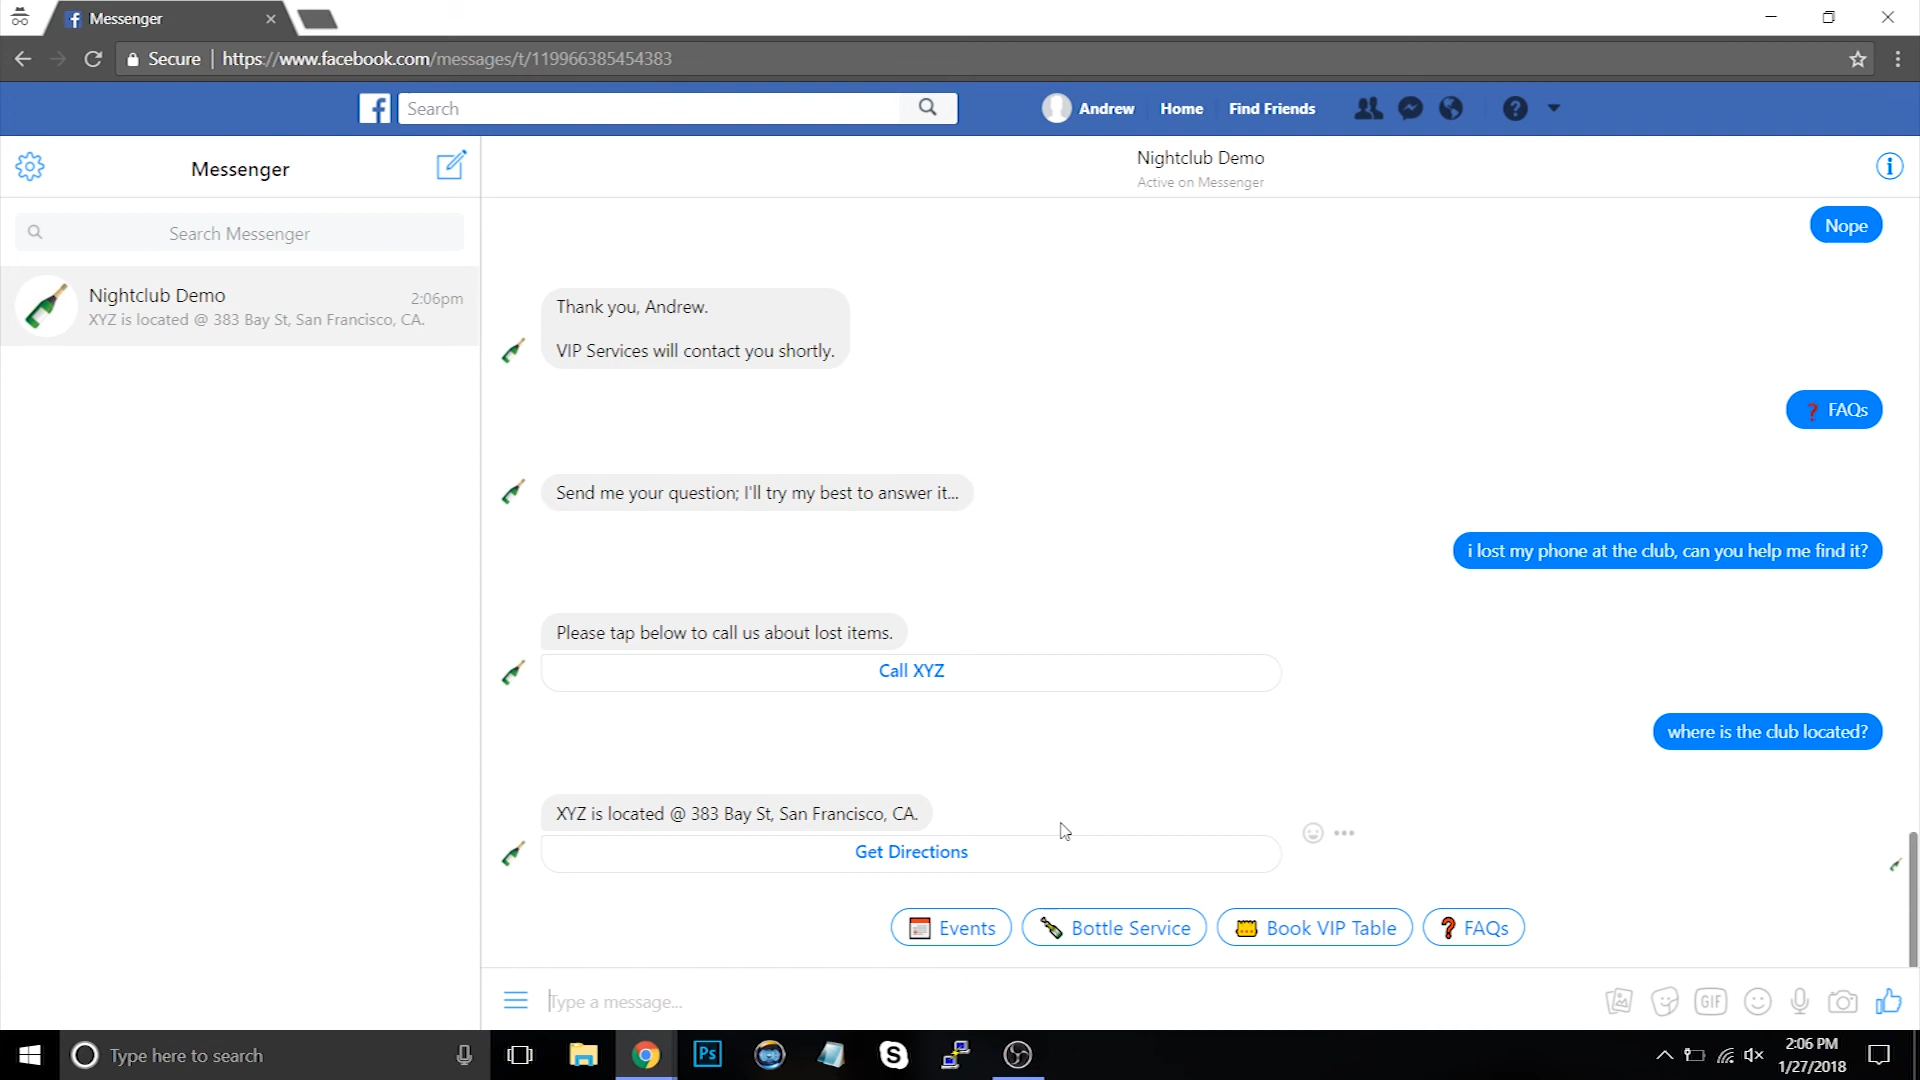 Messenger
Secure
https://www.facebook.com/messages/t/119966385454383
Search
Andrew
Home
Find Friends
Messenger
Search Messenger
Nightclub Demo
2:06pm
XYZ is located @ 383 Bay St, San Francisco, CA.
Nightclub Demo
Active on Messenger
Nope
Thank you, Andrew.
VIP Services will contact you shortly.
❓ FAQs
Send me your question; I'll try my best to answer it...
i lost my phone at the club, can you help me find it?
Please tap below to call us about lost items.
Call XYZ
where is the club located?
XYZ is located @ 383 Bay St, San Francisco, CA.
Get Directions
Events
Bottle Service
Book VIP Table
❓ FAQs
Type a message...
GIF
Type here to search
Ps
2:06 PM
1/27/2018